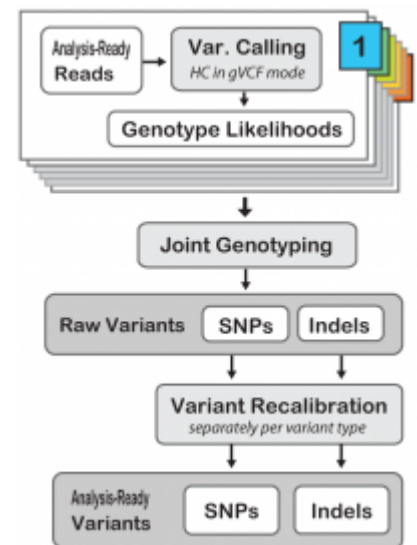 Analysis-Ready
Reads
Var. Calling
HC in gVCF mode
1
Genotype Likelihoods
Joint Genotyping
Raw Variants
SNPs
Indels
Variant Recalibration
separately per variant type
Analysis-Ready
Variants
SNPs
Indels